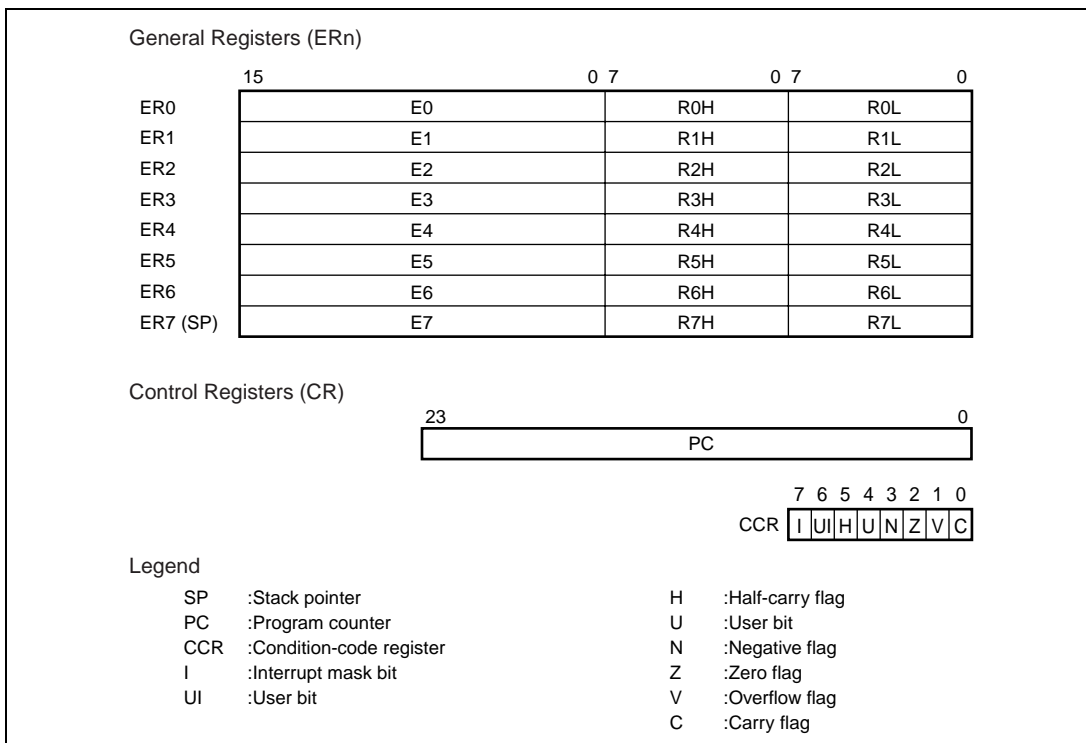 General Registers (ERn)
15 0 7 0 7 0
ER0 E0 R0H R0L
ER1 E1 R1H R1L
ER2 E2 R2H R2L
ER3 E3 R3H R3L
ER4 E4 R4H R4L
ER5 E5 R5H R5L
ER6 E6 R6H R6L
ER7 (SP) E7 R7H R7L
Control Registers (CR)
23 0
PC
7 6 5 4 3 2 1 0
CCR I UI H U N Z V C
Legend
SP :Stack pointer
PC :Program counter
CCR :Condition-code register
I :Interrupt mask bit
UI :User bit
H :Half-carry flag
U :User bit
N :Negative flag
Z :Zero flag
V :Overflow flag
C :Carry flag